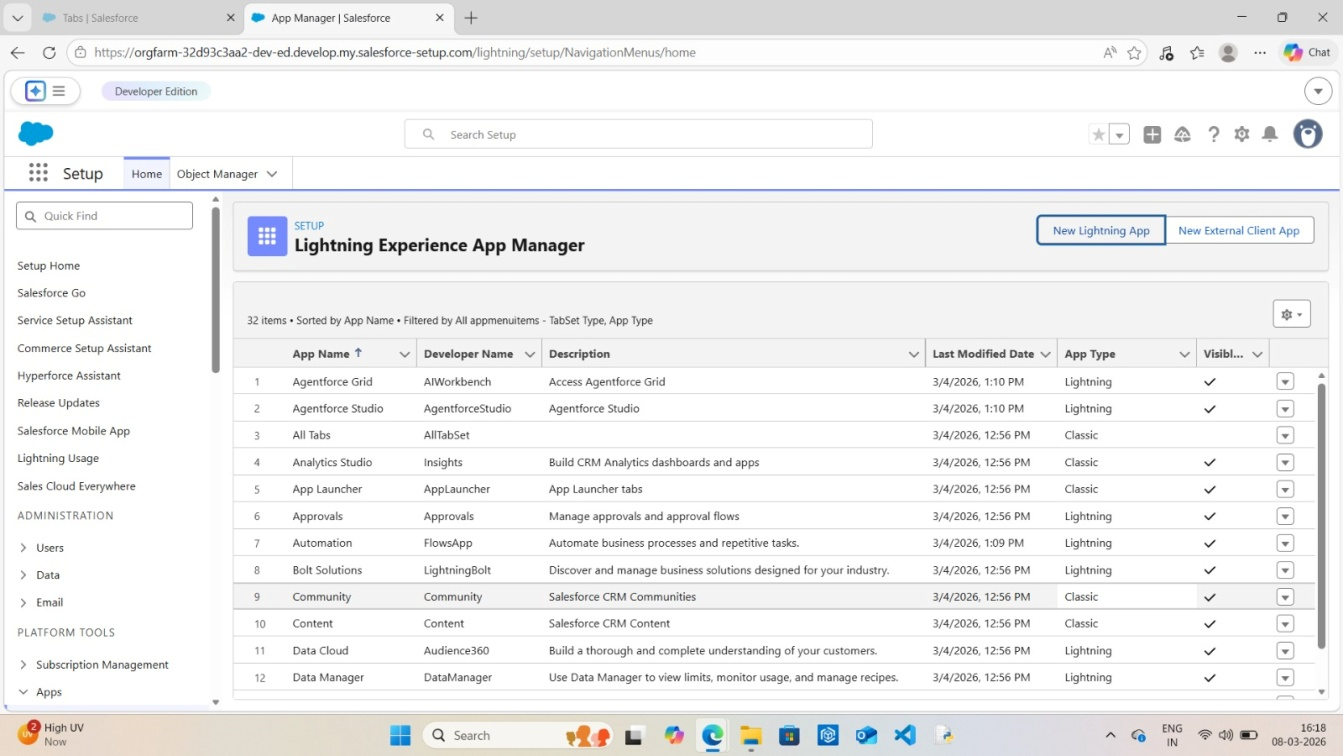 Tabs | Salesforce
App Manager | Salesforce
https://orgfarm-32d93c3aa2-dev-ed.develop.my.salesforce-setup.com/lightning/setup/NavigationMenus/home
Chat
Developer Edition
Search Setup
Setup
Home
Object Manager
Quick Find
Setup Home
Salesforce Go
Service Setup Assistant
Commerce Setup Assistant
Hyperforce Assistant
Release Updates
Salesforce Mobile App
Lightning Usage
Sales Cloud Everywhere
ADMINISTRATION
Users
Data
Email
PLATFORM TOOLS
Subscription Management
Apps
SETUP
Lightning Experience App Manager
New Lightning App
New External Client App
32 items • Sorted by App Name • Filtered by All appmenuitems - TabSet Type, App Type
App Name Developer Name Description Last Modified Date App Type Visibl...
1 Agentforce Grid AIWorkbench Access Agentforce Grid 3/4/2026, 1:10 PM Lightning
2 Agentforce Studio AgentforceStudio Agentforce Studio 3/4/2026, 1:10 PM Lightning
3 All Tabs AllTabSet 3/4/2026, 12:56 PM Classic
4 Analytics Studio Insights Build CRM Analytics dashboards and apps 3/4/2026, 12:56 PM Classic
5 App Launcher AppLauncher App Launcher tabs 3/4/2026, 12:56 PM Classic
6 Approvals Approvals Manage approvals and approval flows 3/4/2026, 12:56 PM Lightning
7 Automation FlowsApp Automate business processes and repetitive tasks. 3/4/2026, 1:09 PM Lightning
8 Bolt Solutions LightningBolt Discover and manage business solutions designed for your industry. 3/4/2026, 12:56 PM Lightning
9 Community Community Salesforce CRM Communities 3/4/2026, 12:56 PM Classic
10 Content Content Salesforce CRM Content 3/4/2026, 12:56 PM Classic
11 Data Cloud Audience360 Build a thorough and complete understanding of your customers. 3/4/2026, 12:56 PM Lightning
12 Data Manager DataManager Use Data Manager to view limits, monitor usage, and manage recipes. 3/4/2026, 12:56 PM Lightning
2
High UV
Now
Search
ENG
IN
16:18
08-03-2026